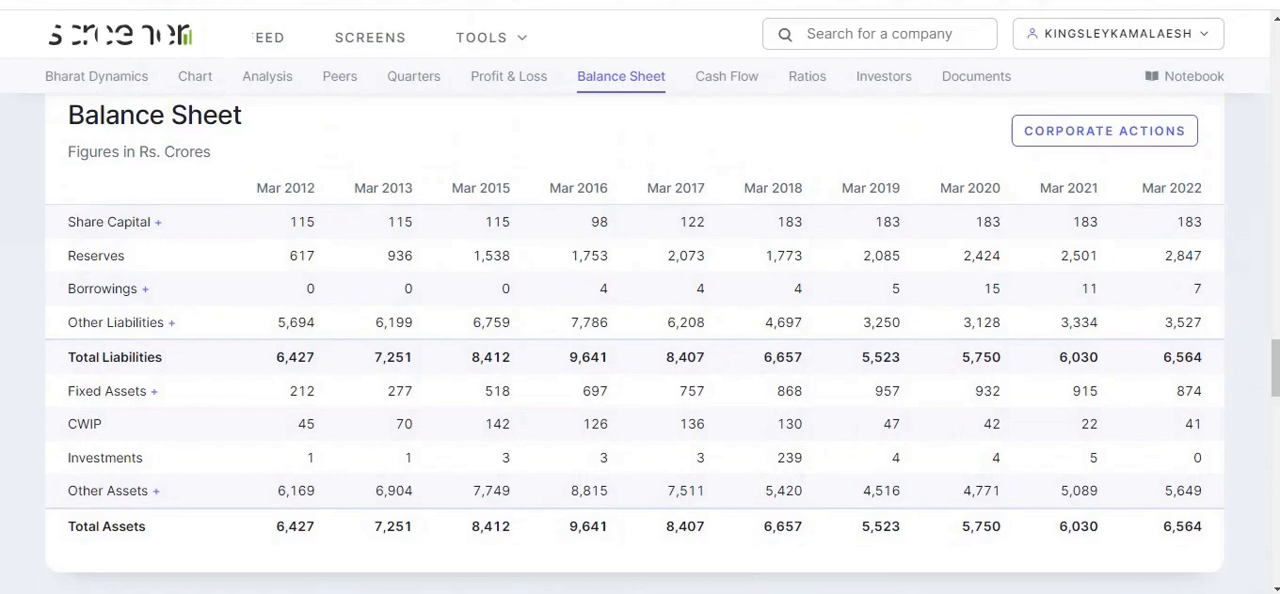 screener FEED SCREENS TOOLS Search for a company KINGSLEYKAMALAESH
Bharat Dynamics Chart Analysis Peers Quarters Profit & Loss Balance Sheet Cash Flow Ratios Investors Documents Notebook
Balance Sheet
CORPORATE ACTIONS
Figures in Rs. Crores
Mar 2012 Mar 2013 Mar 2015 Mar 2016 Mar 2017 Mar 2018 Mar 2019 Mar 2020 Mar 2021 Mar 2022
Share Capital + 115 115 115 98 122 183 183 183 183 183
Reserves 617 936 1,538 1,753 2,073 1,773 2,085 2,424 2,501 2,847
Borrowings + 0 0 0 4 4 4 5 15 11 7
Other Liabilities + 5,694 6,199 6,759 7,786 6,208 4,697 3,250 3,128 3,334 3,527
Total Liabilities 6,427 7,251 8,412 9,641 8,407 6,657 5,523 5,750 6,030 6,564
Fixed Assets + 212 277 518 697 757 868 957 932 915 874
CWIP 45 70 142 126 136 130 47 42 22 41
Investments 1 1 3 3 3 239 4 4 5 0
Other Assets + 6,169 6,904 7,749 8,815 7,511 5,420 4,516 4,771 5,089 5,649
Total Assets 6,427 7,251 8,412 9,641 8,407 6,657 5,523 5,750 6,030 6,564